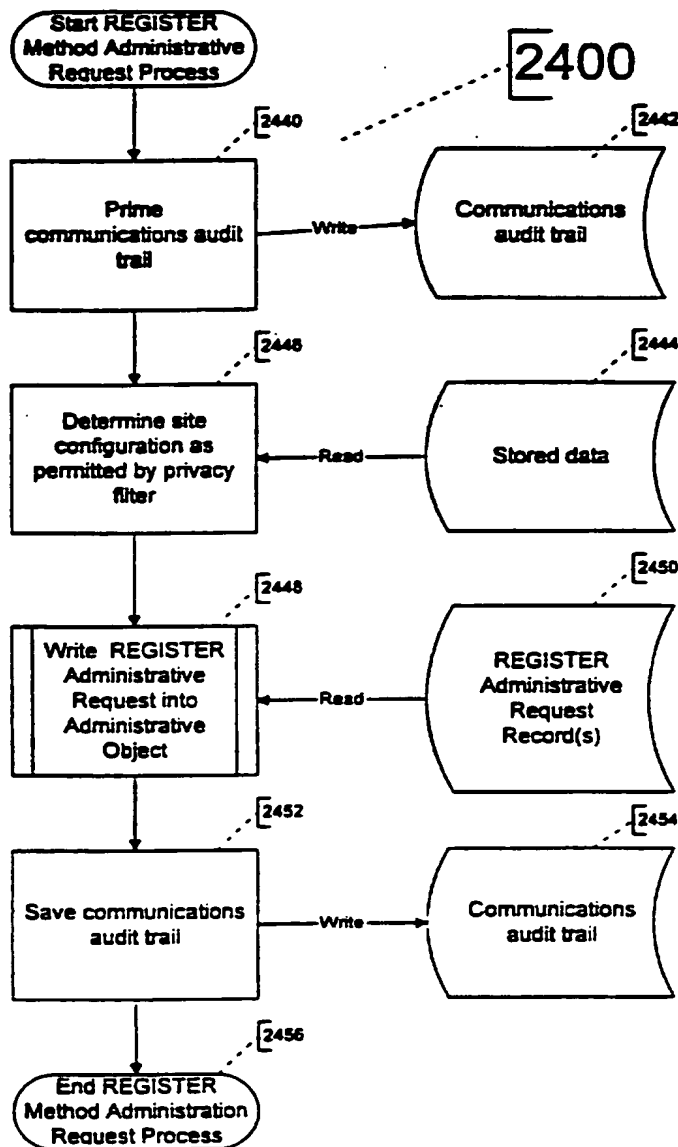 Start REGISTER
Method Administrative
Request Process
2400
2440
2442
Prime
communications audit
trail
Write
Communications
audit trail
2446
2444
Determine site
configuration as
permitted by privacy
filter
Read
Stored data
2448
2450
Write REGISTER
Administrative
Request into
Administrative
Object
Read
REGISTER
Administrative
Request
Record(s)
2452
2454
Save communications
audit trail
Write
Communications
audit trail
2456
End REGISTER
Method Administration
Request Process